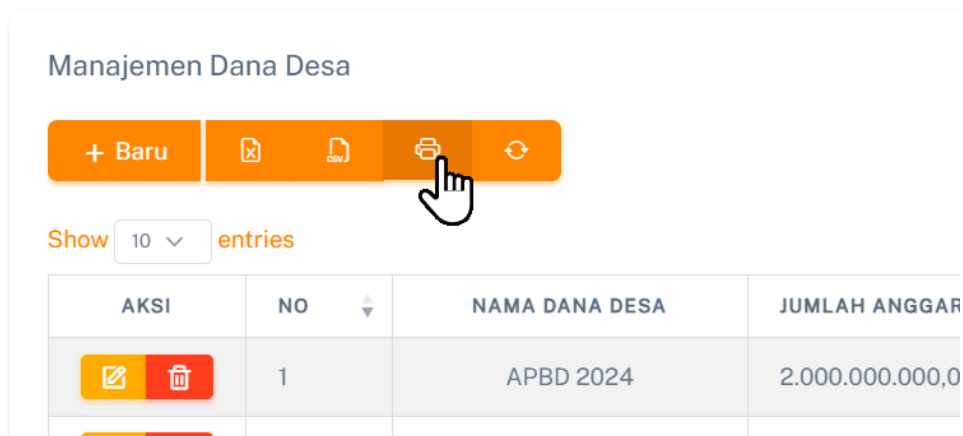 Manajemen Dana Desa
+ Baru
CSV
Show 10 entries
AKSI NO NAMA DANA DESA JUMLAH ANGGAR
1 APBD 2024 2.000.000.000,0